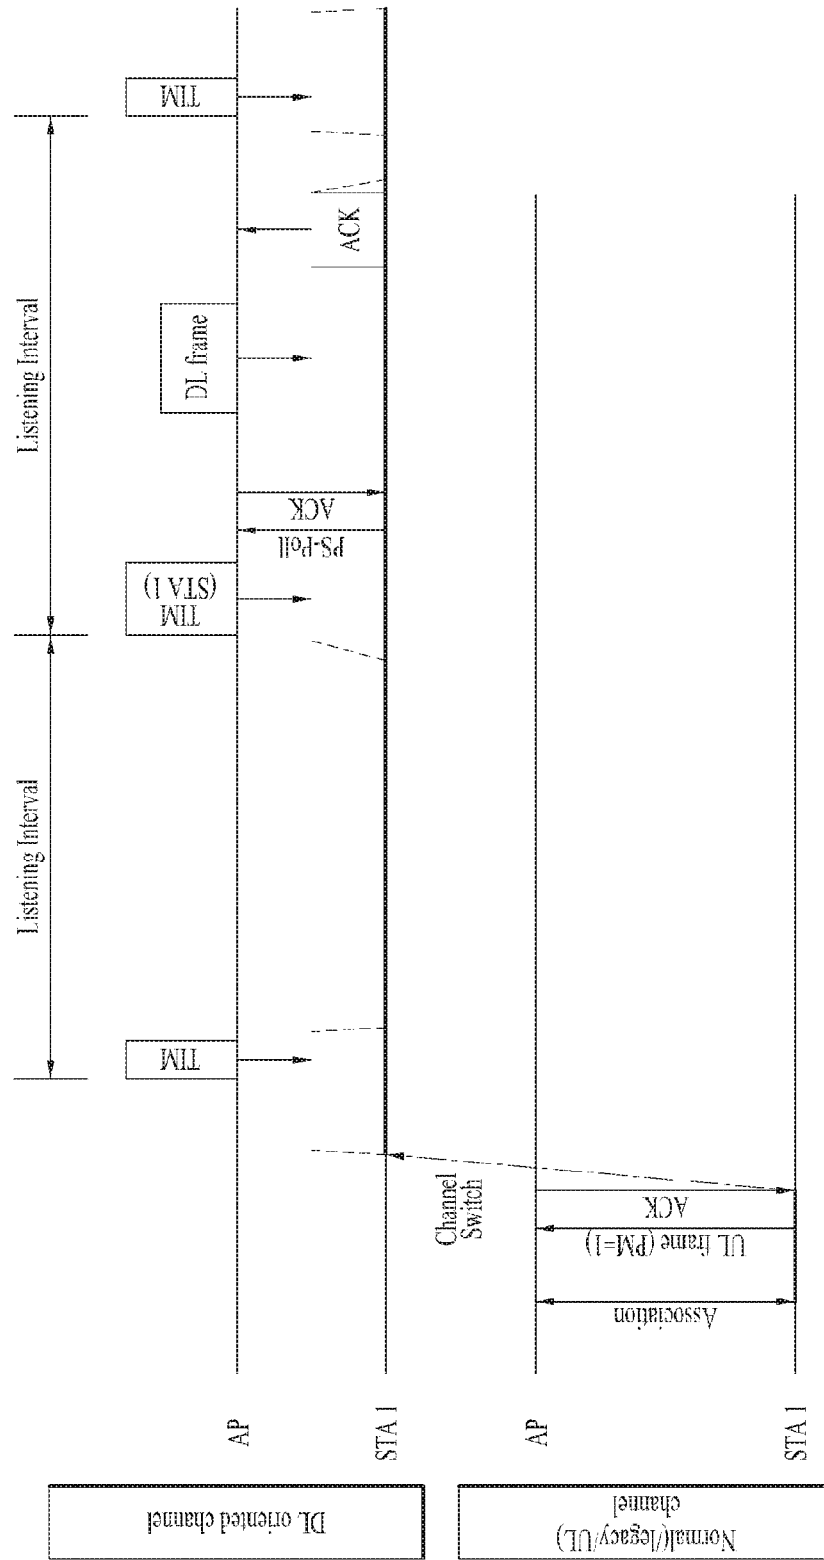 DL oriented channel
AP
STA 1
Listening Interval
Listening Interval
TIM
TIM
(STA 1)
PS-Poll
ACK
DL frame
ACK
TIM
Channel
Switch
Normal(/legacy/UL)
channel
AP
STA 1
Association
UL frame (PM=1)
ACK